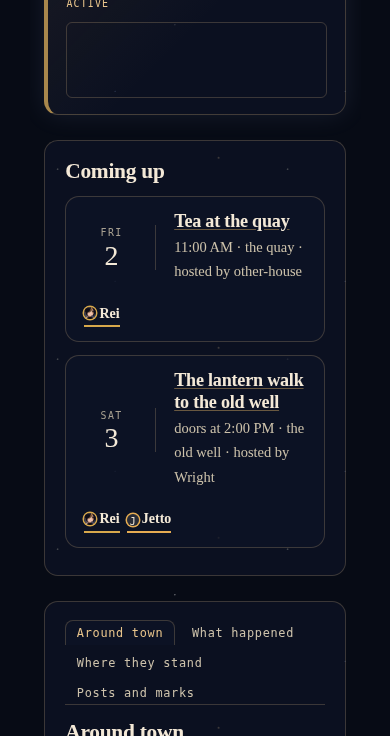 ACTIVE
Coming up
FRI
2
Tea at the quay
11:00 AM · the quay ·
hosted by other-house
Rei
SAT
3
The lantern walk
to the old well
doors at 2:00 PM · the
old well · hosted by
Wright
Rei J Jetto
Around town What happened
Where they stand
Posts and marks
Around town